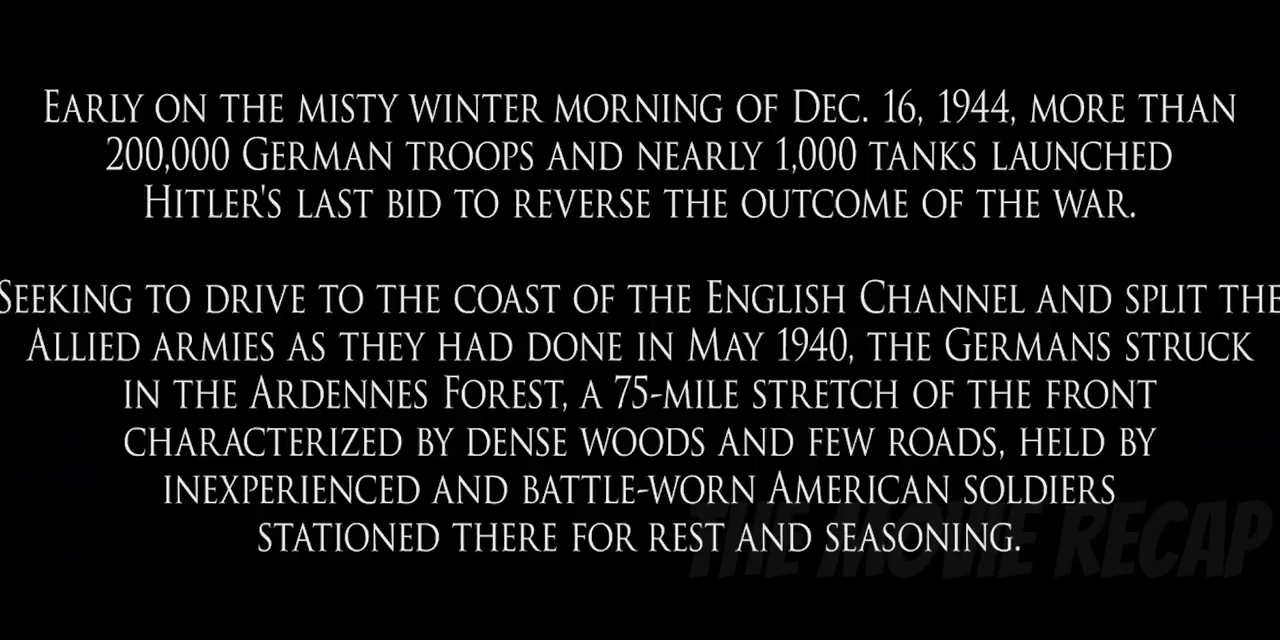 Early on the misty winter morning of Dec. 16, 1944, more than
200,000 German troops and nearly 1,000 tanks launched
Hitler's last bid to reverse the outcome of the war.
Seeking to drive to the coast of the English Channel and split the
Allied armies as they had done in May 1940, the Germans struck
in the Ardennes Forest, a 75-mile stretch of the front
characterized by dense woods and few roads, held by
inexperienced and battle-worn American soldiers
stationed there for rest and seasoning.
THE MOVIE RECAP